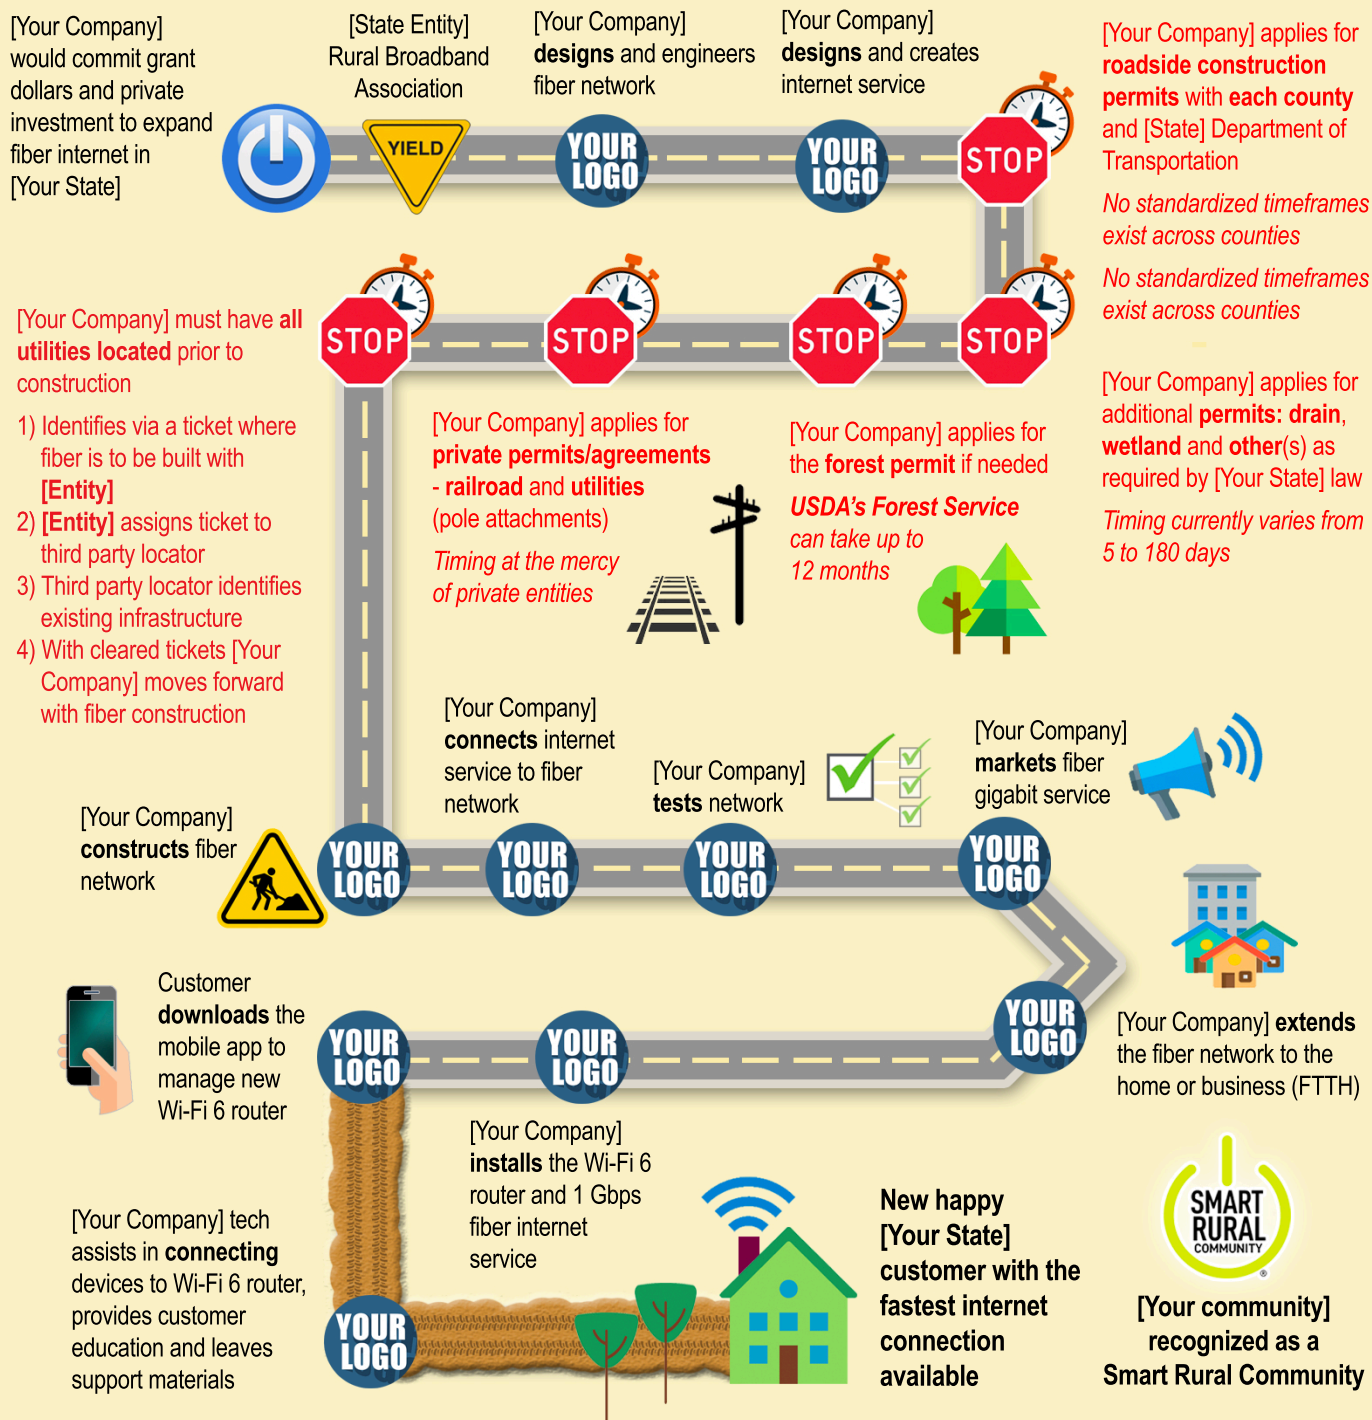 [Your Company]
would commit grant
dollars and private
investment to expand
fiber internet in
[Your State]
[State Entity]
Rural Broadband
Association
YIELD
[Your Company]
designs and engineers
fiber network
YOUR
LOGO
[Your Company]
designs and creates
internet service
YOUR
LOGO
STOP
[Your Company] applies for
roadside construction
permits with each county
and [State] Department of
Transportation
No standardized timeframes
exist across counties
No standardized timeframes
exist across counties
STOP
[Your Company] applies for
additional permits: drain,
wetland and other(s) as
required by [Your State] law
Timing currently varies from
5 to 180 days
STOP
[Your Company] applies for
the forest permit if needed
USDA's Forest Service
can take up to
12 months
STOP
[Your Company] applies for
private permits/agreements
- railroad and utilities
(pole attachments)
Timing at the mercy
of private entities
STOP
[Your Company] must have all
utilities located prior to
construction
1) Identifies via a ticket where
fiber is to be built with
[Entity]
2) [Entity] assigns ticket to
third party locator
3) Third party locator identifies
existing infrastructure
4) With cleared tickets [Your
Company] moves forward
with fiber construction
[Your Company]
constructs fiber
network
YOUR
LOGO
[Your Company]
connects internet
service to fiber
network
YOUR
LOGO
[Your Company]
tests network
YOUR
LOGO
[Your Company]
markets fiber
gigabit service
YOUR
LOGO
YOUR
LOGO
[Your Company] extends
the fiber network to the
home or business (FTTH)
YOUR
LOGO
[Your Company]
installs the Wi-Fi 6
router and 1 Gbps
fiber internet
service
YOUR
LOGO
Customer
downloads the
mobile app to
manage new
Wi-Fi 6 router
[Your Company] tech
assists in connecting
devices to Wi-Fi 6 router,
provides customer
education and leaves
support materials
YOUR
LOGO
New happy
[Your State]
customer with the
fastest internet
connection
available
SMART
RURAL
COMMUNITY
®
[Your community]
recognized as a
Smart Rural Community